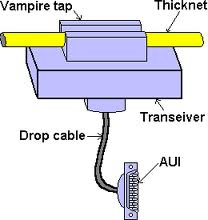 Vampire tap
Thicknet
Transeiver
Drop cable
AUI